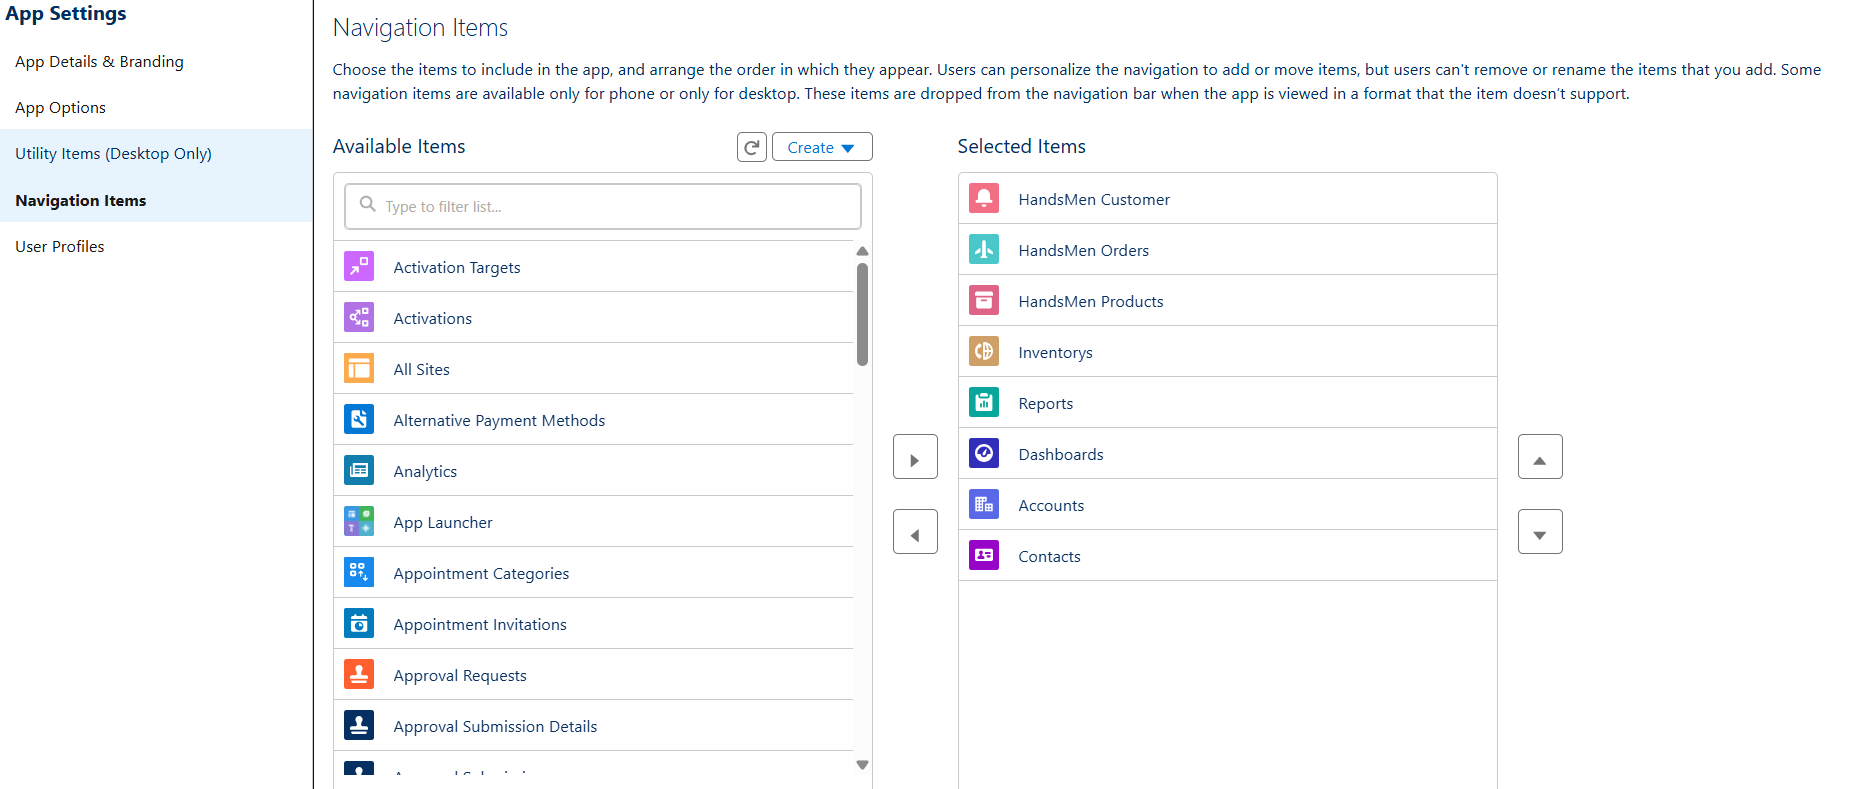 App Settings
App Details & Branding
App Options
Utility Items (Desktop Only)
Navigation Items
User Profiles
Navigation Items
Choose the items to include in the app, and arrange the order in which they appear. Users can personalize the navigation to add or move items, but users can't remove or rename the items that you add. Some
navigation items are available only for phone or only for desktop. These items are dropped from the navigation bar when the app is viewed in a format that the item doesn't support.
Available Items
Create
Type to filter list...
Activation Targets
Activations
All Sites
Alternative Payment Methods
Analytics
App Launcher
Appointment Categories
Appointment Invitations
Approval Requests
Approval Submission Details
Selected Items
HandsMen Customer
HandsMen Orders
HandsMen Products
Inventorys
Reports
Dashboards
Accounts
Contacts